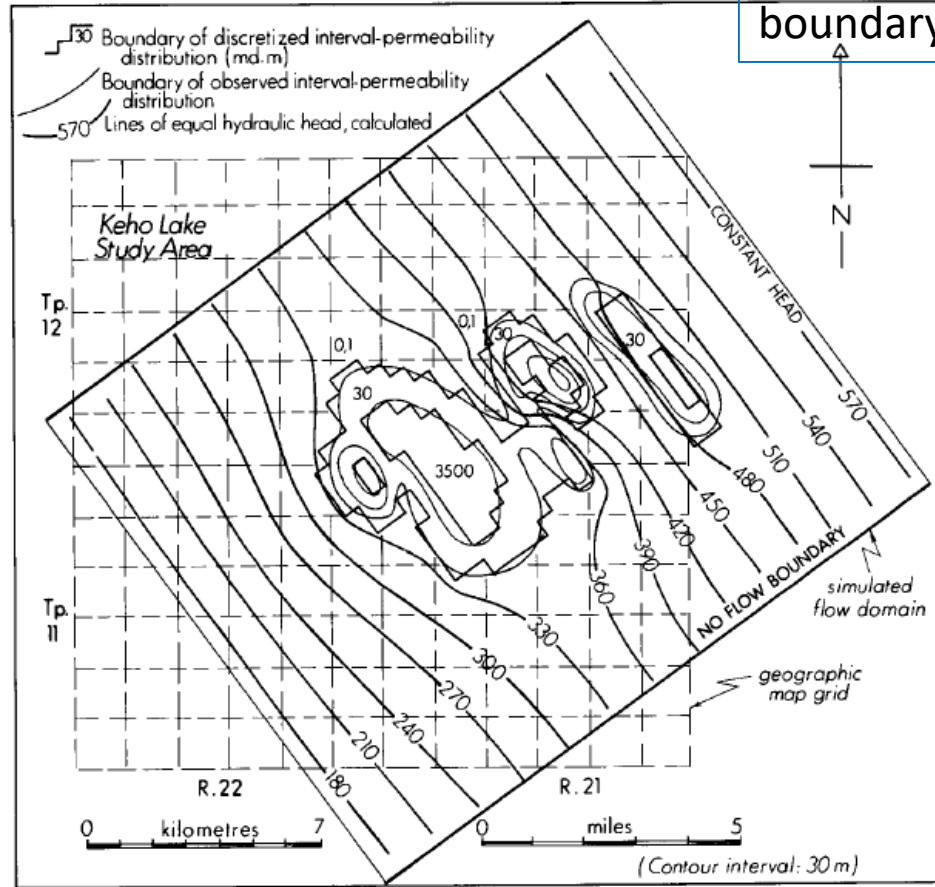 boundary
30 Boundary of discretized interval-permeability
distribution (md.m)
Boundary of observed interval-permeability
distribution
570 Lines of equal hydraulic head, calculated
N
Keho Lake
Study Area
CONSTANT HEAD
Tp.
12
0,1
0,1
30
30
30
3500
570
540
510
480
450
420
390
360
330
300
270
240
210
180
NO FLOW BOUNDARY
simulated
flow domain
Tp.
11
geographic
map grid
R.22
R.21
0 kilometres 7
0 miles 5
(Contour interval: 30 m)